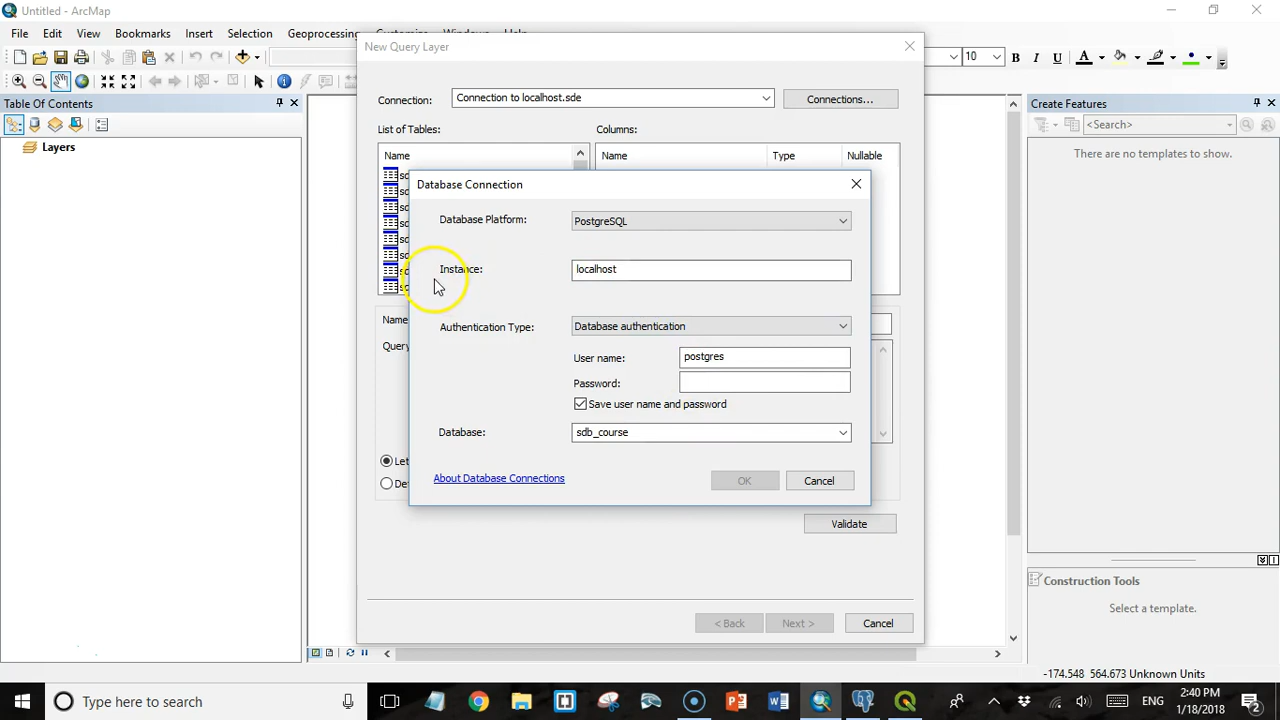 Untitled - ArcMap
File Edit View Bookmarks Insert Selection Geoprocessing
10 B I U A
Table Of Contents
Layers
New Query Layer
Connection: Connection to localhost.sde Connections...
List of Tables: Columns:
Name Name Type Nullable
Database Connection
Database Platform: PostgreSQL
Instance: localhost
Authentication Type: Database authentication
User name: postgres
Password:
Save user name and password
Database: sdb_course
About Database Connections OK Cancel
Name
Query
Let
Validate
< Back Next > Cancel
Create Features
<Search>
There are no templates to show.
Construction Tools
Select a template.
-174.548 564.673 Unknown Units
Type here to search
ENG
2:40 PM
1/18/2018
2